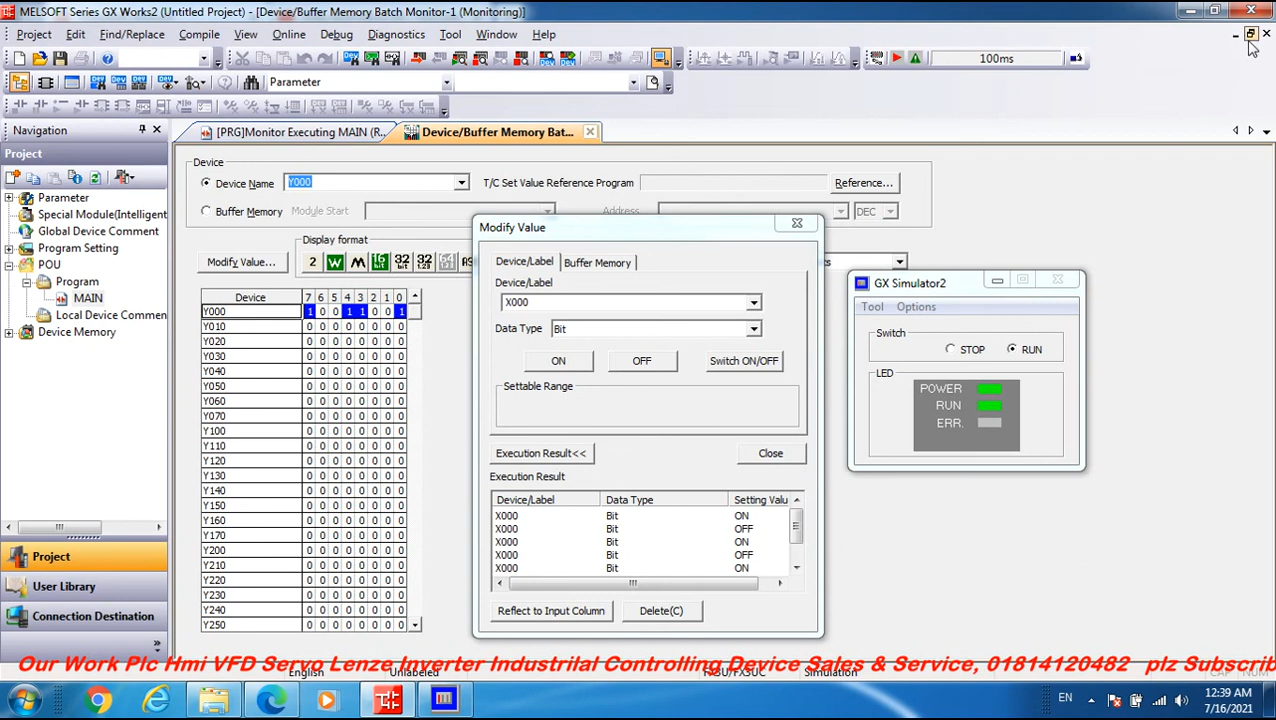 MELSOFT Series GX Works2 (Untitled Project) - [Device/Buffer Memory Batch Monitor-1 (Monitoring)]
Project Edit Find/Replace Compile View Online Debug Diagnostics Tool Window Help
100ms
Parameter
Navigation
[PRG]Monitor Executing MAIN (R...
Device/Buffer Memory Bat...
Project
Parameter
Special Module(Intelligent
Global Device Comment
Program Setting
POU
Program
MAIN
Local Device Commen
Device Memory
Project
User Library
Connection Destination
Device
Device Name Y000 T/C Set Value Reference Program Reference...
Buffer Memory Module Start Address DEC
Modify Value... Display format
2 W M 16bit 32bit
Device 7 6 5 4 3 2 1 0
Y000 1 0 0 1 1 0 0 1
Y010 0 0 0 0 0 0 0 0
Y020 0 0 0 0 0 0 0 0
Y030 0 0 0 0 0 0 0 0
Y040 0 0 0 0 0 0 0 0
Y050 0 0 0 0 0 0 0 0
Y060 0 0 0 0 0 0 0 0
Y070 0 0 0 0 0 0 0 0
Y100 0 0 0 0 0 0 0 0
Y110 0 0 0 0 0 0 0 0
Y120 0 0 0 0 0 0 0 0
Y130 0 0 0 0 0 0 0 0
Y140 0 0 0 0 0 0 0 0
Y150 0 0 0 0 0 0 0 0
Y160 0 0 0 0 0 0 0 0
Y170 0 0 0 0 0 0 0 0
Y200 0 0 0 0 0 0 0 0
Y210 0 0 0 0 0 0 0 0
Y220 0 0 0 0 0 0 0 0
Y230 0 0 0 0 0 0 0 0
Y240 0 0 0 0 0 0 0 0
Y250 0 0 0 0 0 0 0 0
Modify Value
Device/Label Buffer Memory
Device/Label
X000
Data Type Bit
ON OFF Switch ON/OFF
Settable Range
Execution Result<< Close
Execution Result
Device/Label Data Type Setting Valu
X000 Bit ON
X000 Bit OFF
X000 Bit ON
X000 Bit OFF
X000 Bit ON
Reflect to Input Column Delete(C)
GX Simulator2
Tool Options
Switch
STOP RUN
LED
POWER
RUN
ERR.
Our Work Plc Hmi VFD Servo Lenze Inverter Industrilal Controlling Device Sales & Service, 01814120482 plz Subscrib
English Unlabeled FX3U/FX3UC Simulation CAP NUM
EN
12:39 AM
7/16/2021